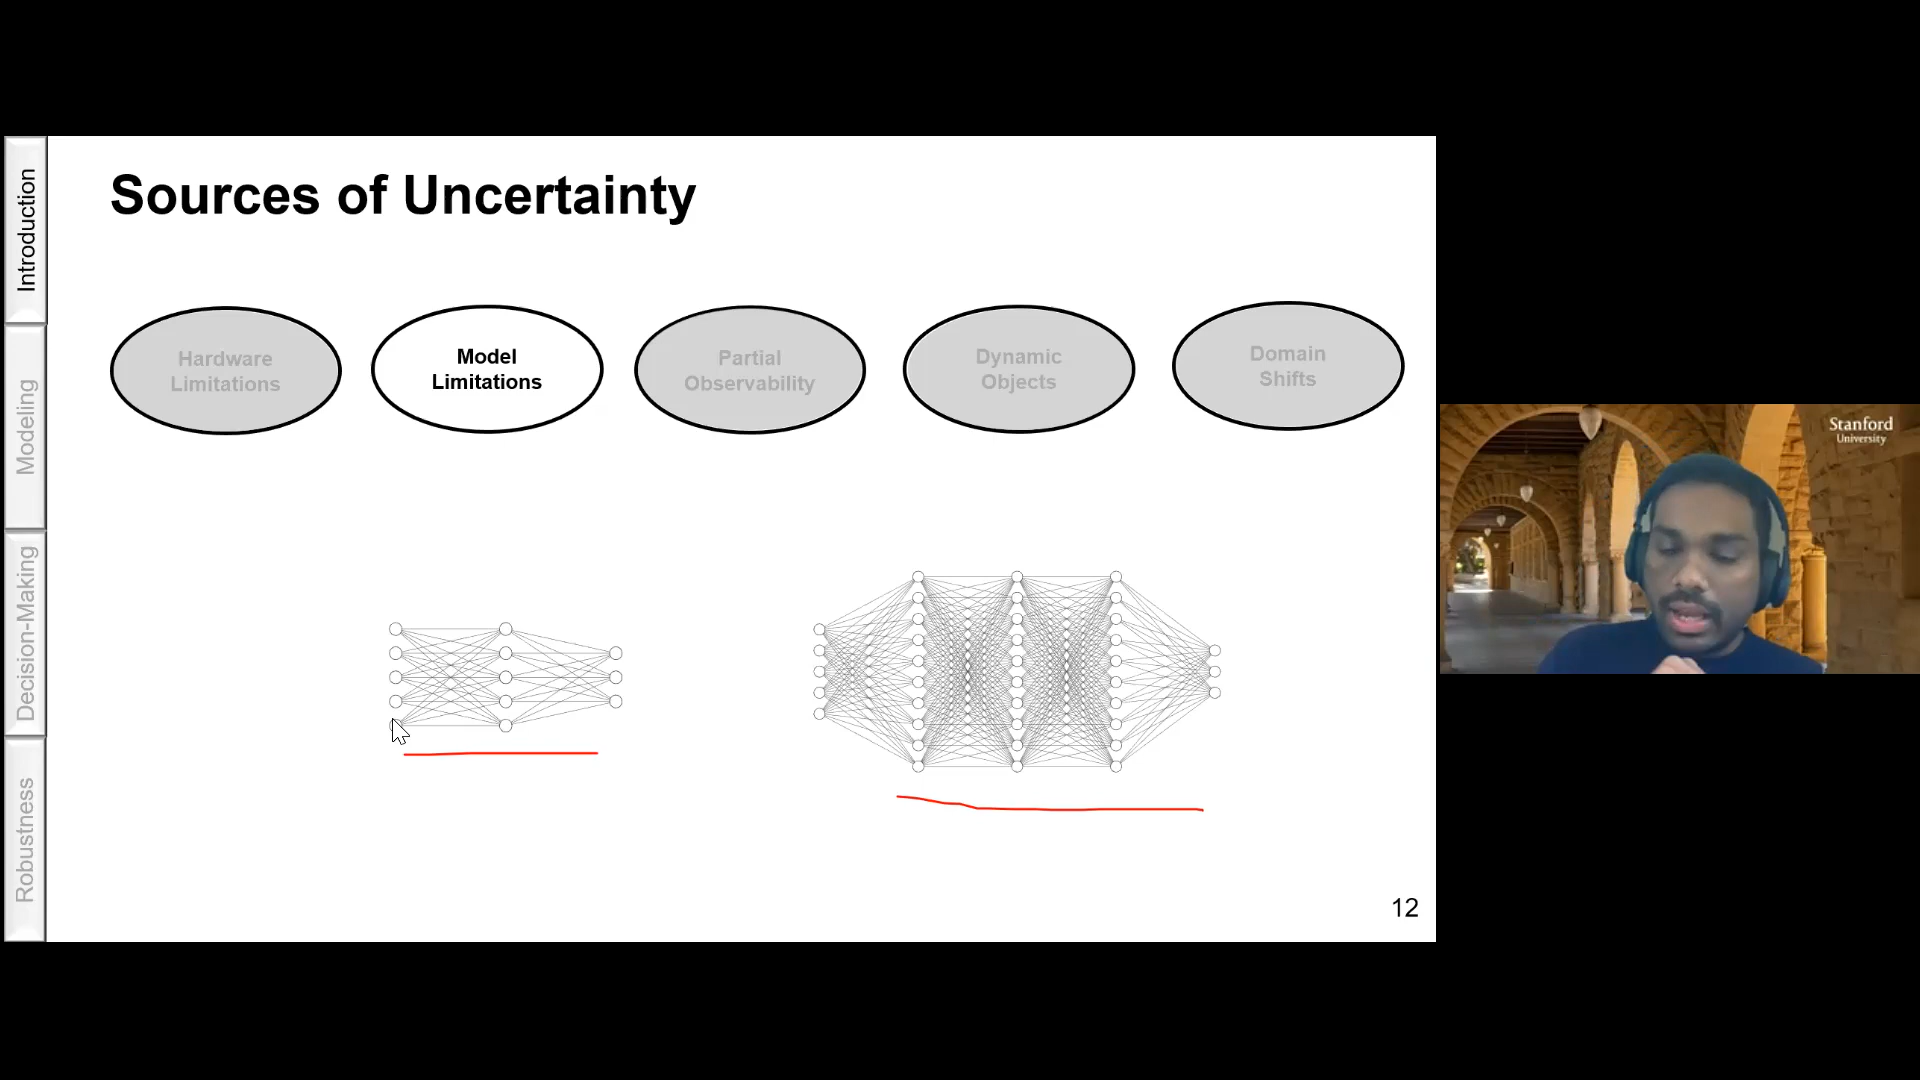 Sources of Uncertainty
Introduction
Modeling
Decision-Making
Robustness
Hardware
Limitations
Model
Limitations
Partial
Observability
Dynamic
Objects
Domain
Shifts
12
Stanford
University